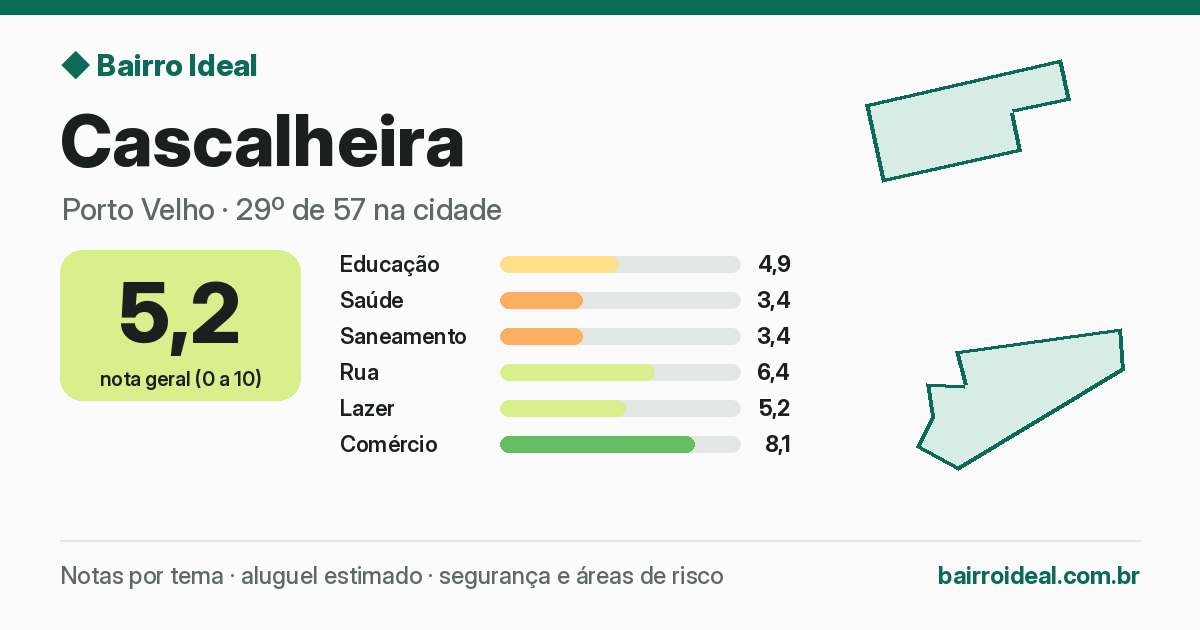 Bairro Ideal
Cascalheira
Porto Velho · 29º de 57 na cidade
5,2
nota geral (0 a 10)
Educação 4,9
Saúde 3,4
Saneamento 3,4
Rua 6,4
Lazer 5,2
Comércio 8,1
Notas por tema · aluguel estimado · segurança e áreas de risco
bairroideal.com.br